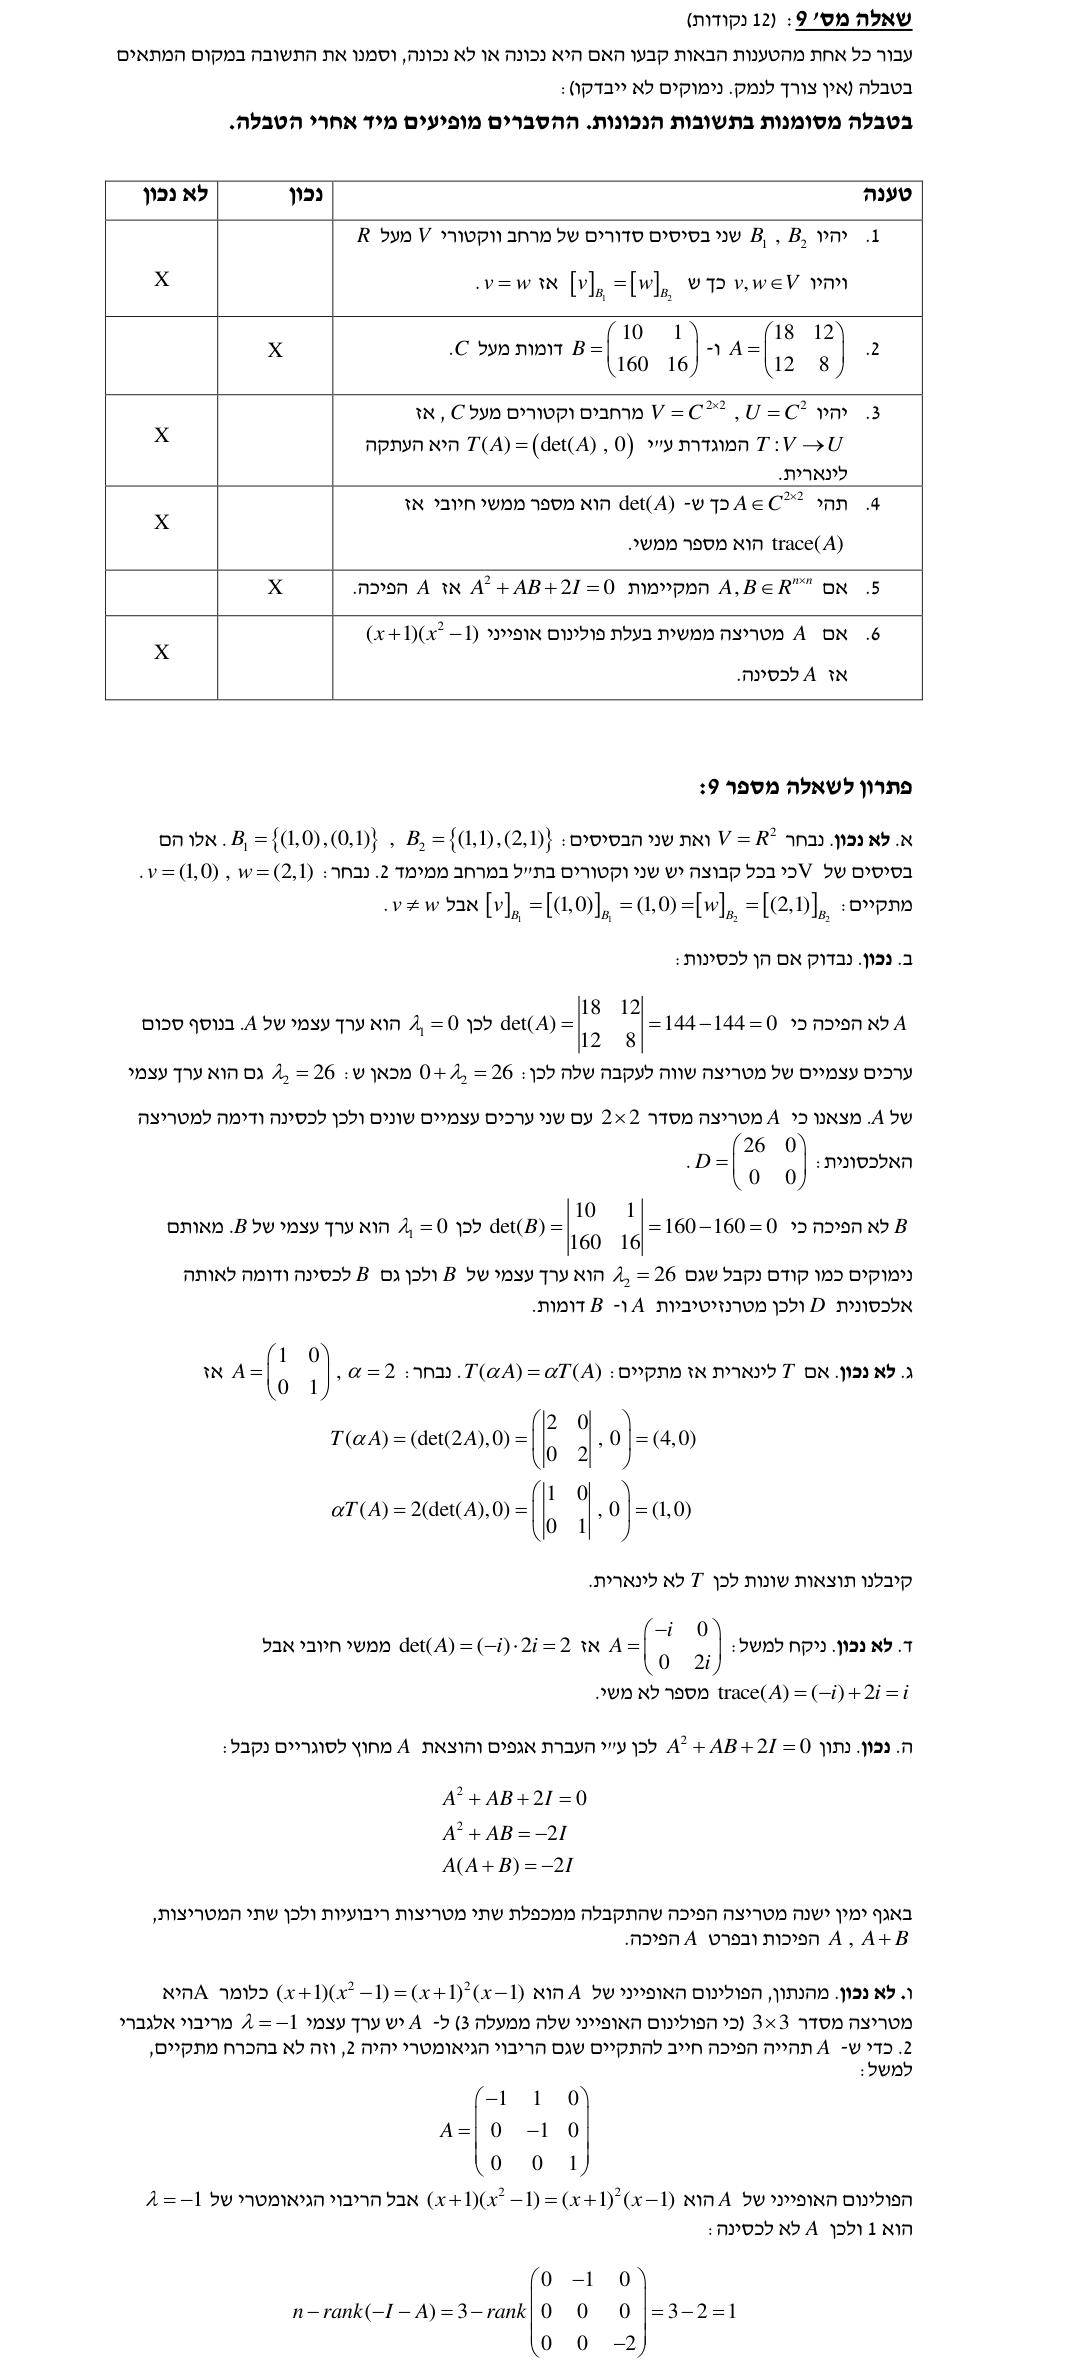 שאלה מס' 9: (12 נקודות)
עבור כל אחת מהטענות הבאות קבעו האם היא נכונה או לא נכונה, וסמנו את התשובה במקום המתאים
בטבלה (אין צורך לנמק. נימוקים לא ייבדקו):
בטבלה מסומנות בתשובות הנכונות. ההסברים מופיעים מיד אחרי הטבלה.
טענה נכון לא נכון
1. יהיו B₁ , B₂ שני בסיסים סדורים של מרחב ווקטורי V מעל R
ויהיו v,w∈V כך ש [v]_{B₁} = [w]_{B₂} אז v = w .
X
2. A = (18 12; 12 8) ו- B = (10 1; 160 16) דומות מעל C.
X
3. יהיו V = C^{2×2} , U = C² מרחבים וקטורים מעל C , אז
T : V → U המוגדרת ע"י T(A) = (det(A) , 0) היא העתקה
לינארית.
X
4. תהי A∈C^{2×2} כך ש- det(A) הוא מספר ממשי חיובי אז
trace(A) הוא מספר ממשי.
X
5. אם A,B∈R^{n×n} המקיימות A² + AB + 2I = 0 אז A הפיכה.
X
6. אם A מטריצה ממשית בעלת פולינום אופייני (x+1)(x²−1)
אז A לכסינה.
X
פתרון לשאלה מספר 9:
א. לא נכון. נבחר V = R² ואת שני הבסיסים: B₁ = {(1,0),(0,1)} , B₂ = {(1,1),(2,1)} . אלו הם
בסיסים של V כי בכל קבוצה יש שני וקטורים בת"ל במרחב ממימד 2. נבחר: v = (1,0) , w = (2,1) .
מתקיים: [v]_{B₁} = [(1,0)]_{B₁} = (1,0) = [w]_{B₂} = [(2,1)]_{B₂} אבל v ≠ w .
ב. נכון. נבדוק אם הן לכסינות:
A לא הפיכה כי det(A) = |18 12; 12 8| = 144−144 = 0 לכן λ₁ = 0 הוא ערך עצמי של A. בנוסף סכום
ערכים עצמיים של מטריצה שווה לעקבה שלה לכן: 0+λ₂ = 26 מכאן ש: λ₂ = 26 גם הוא ערך עצמי
של A. מצאנו כי A מטריצה מסדר 2×2 עם שני ערכים עצמיים שונים ולכן לכסינה ודימה למטריצה
האלכסונית: D = (26 0; 0 0) .
B לא הפיכה כי det(B) = |10 1; 160 16| = 160−160 = 0 לכן λ₁ = 0 הוא ערך עצמי של B. מאותם
נימוקים כמו קודם נקבל שגם λ₂ = 26 הוא ערך עצמי של B ולכן גם B לכסינה ודומה לאותה
אלכסונית D ולכן מטרנזיטיביות A ו- B דומות.
ג. לא נכון. אם T לינארית אז מתקיים: T(αA) = αT(A) . נבחר: α = 2 , A = (1 0; 0 1) אז
T(αA) = (det(2A),0) = (|2 0; 0 2| , 0) = (4,0)
αT(A) = 2(det(A),0) = (|1 0; 0 1| , 0) = (1,0)
קיבלנו תוצאות שונות לכן T לא לינארית.
ד. לא נכון. ניקח למשל: A = (−i 0; 0 2i) אז det(A) = (−i)·2i = 2 ממשי חיובי אבל
trace(A) = (−i)+2i = i מספר לא משי.
ה. נכון. נתון A² + AB + 2I = 0 לכן ע"י העברת אגפים והוצאת A מחוץ לסוגריים נקבל:
A² + AB + 2I = 0
A² + AB = −2I
A(A+B) = −2I
באגף ימין ישנה מטריצה הפיכה שהתקבלה ממכפלת שתי מטריצות ריבועיות ולכן שתי המטריצות,
A , A+B הפיכות ובפרט A הפיכה.
ו. לא נכון. מהנתון, הפולינום האופייני של A הוא (x+1)(x²−1) = (x+1)²(x−1) כלומר A היא
מטריצה מסדר 3×3 (כי הפולינום האופייני שלה ממעלה 3) ל- A יש ערך עצמי λ = −1 מריבוי אלגברי
2. כדי ש- A תהייה הפיכה חייב להתקיים שגם הריבוי הגיאומטרי יהיה 2, וזה לא בהכרח מתקיים,
למשל:
A = (−1 1 0; 0 −1 0; 0 0 1)
הפולינום האופייני של A הוא (x+1)(x²−1) = (x+1)²(x−1) אבל הריבוי הגיאומטרי של λ = −1
הוא 1 ולכן A לא לכסינה:
n − rank(−I − A) = 3 − rank(0 −1 0; 0 0 0; 0 0 −2) = 3−2 = 1